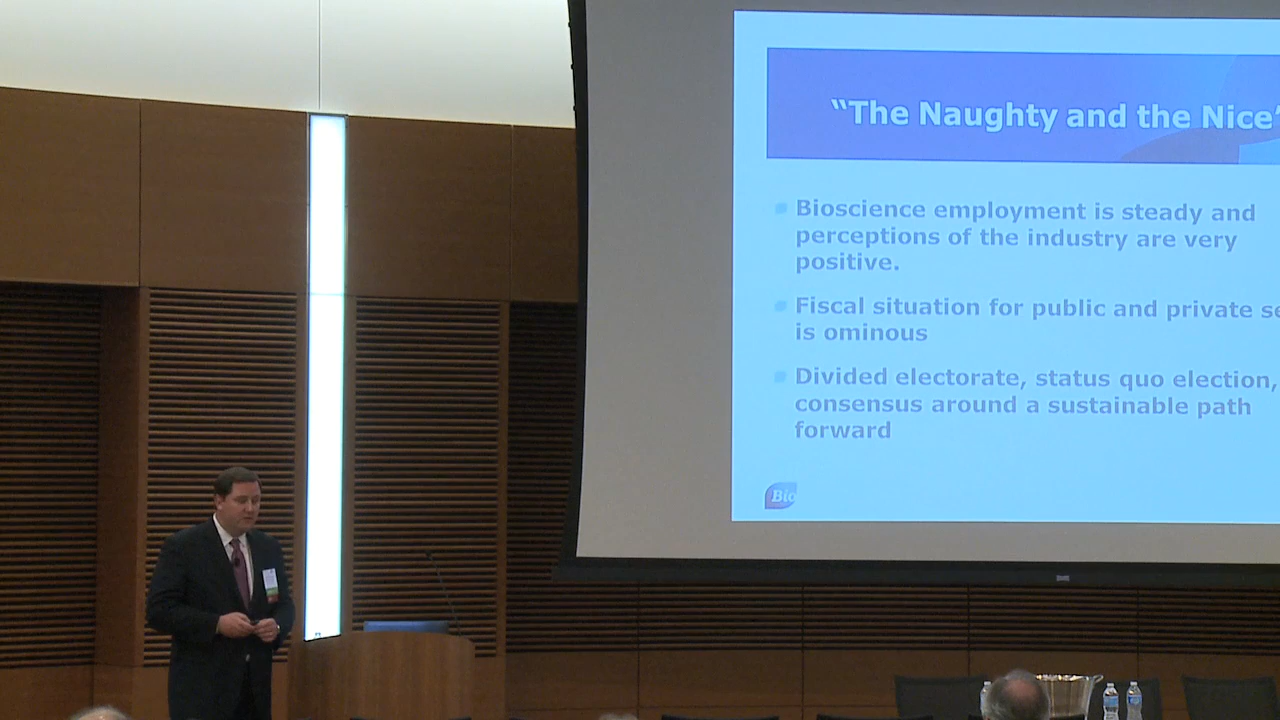 “The Naughty and the Nice”
Bioscience employment is steady and
perceptions of the industry are very
positive.
Fiscal situation for public and private se
is ominous
Divided electorate, status quo election,
consensus around a sustainable path
forward
Bio